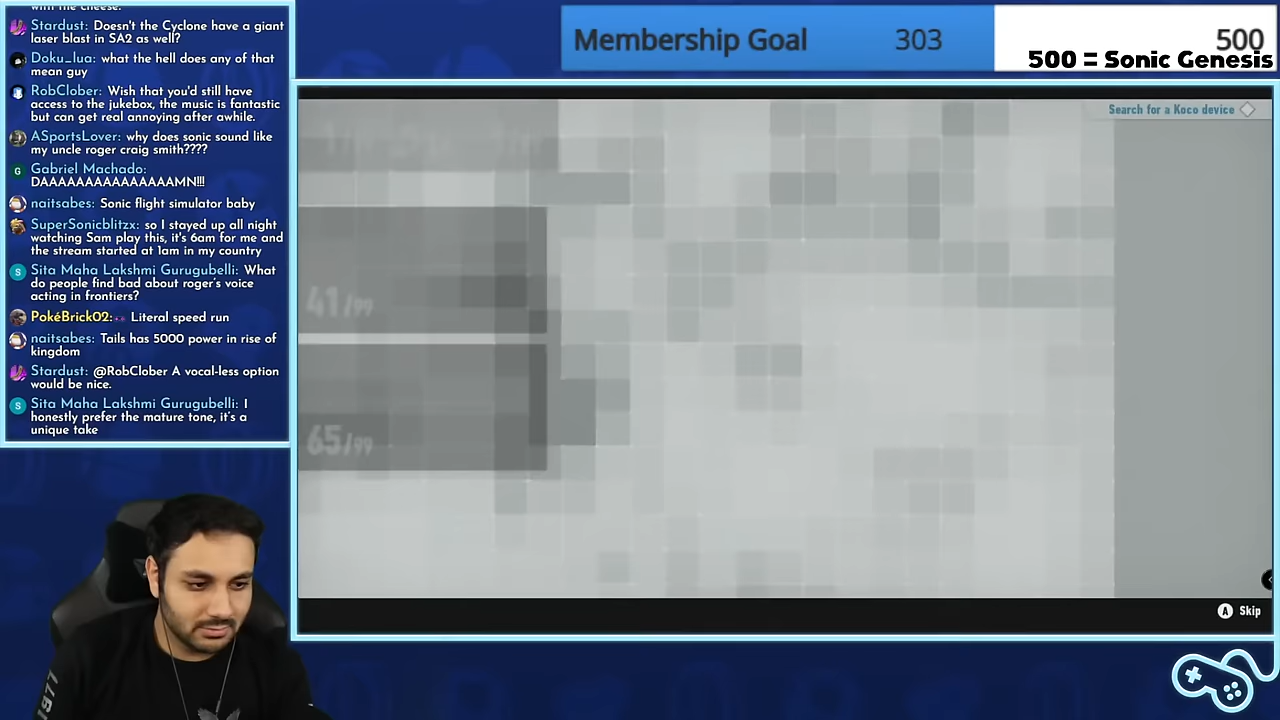 with the cheese.
Stardust: Doesn't the Cyclone have a giant
laser blast in SA2 as well?
Doku_lua: what the hell does any of that
mean guy
RobClober: Wish that you'd still have
access to the jukebox, the music is fantastic
but can get real annoying after awhile.
ASportsLover: why does sonic sound like
my uncle roger craig smith????
G
Gabriel Machado:
DAAAAAAAAAAAAAAMN!!!
naitsabes: Sonic flight simulator baby
SuperSonicblitzx: so I stayed up all night
watching Sam play this, it's 6am for me and
the stream started at 1am in my country
S
Sita Maha Lakshmi Gurugubelli: What
do people find bad about roger's voice
acting in frontiers?
PokéBrick02: Literal speed run
naitsabes: Tails has 5000 power in rise of
kingdom
Stardust: @RobClober A vocal-less option
would be nice.
S
Sita Maha Lakshmi Gurugubelli: I
honestly prefer the mature tone, it's a
unique take
Membership Goal 303 500
500 = Sonic Genesis
Search for a Koco device
41/99
65/99
A Skip
1977